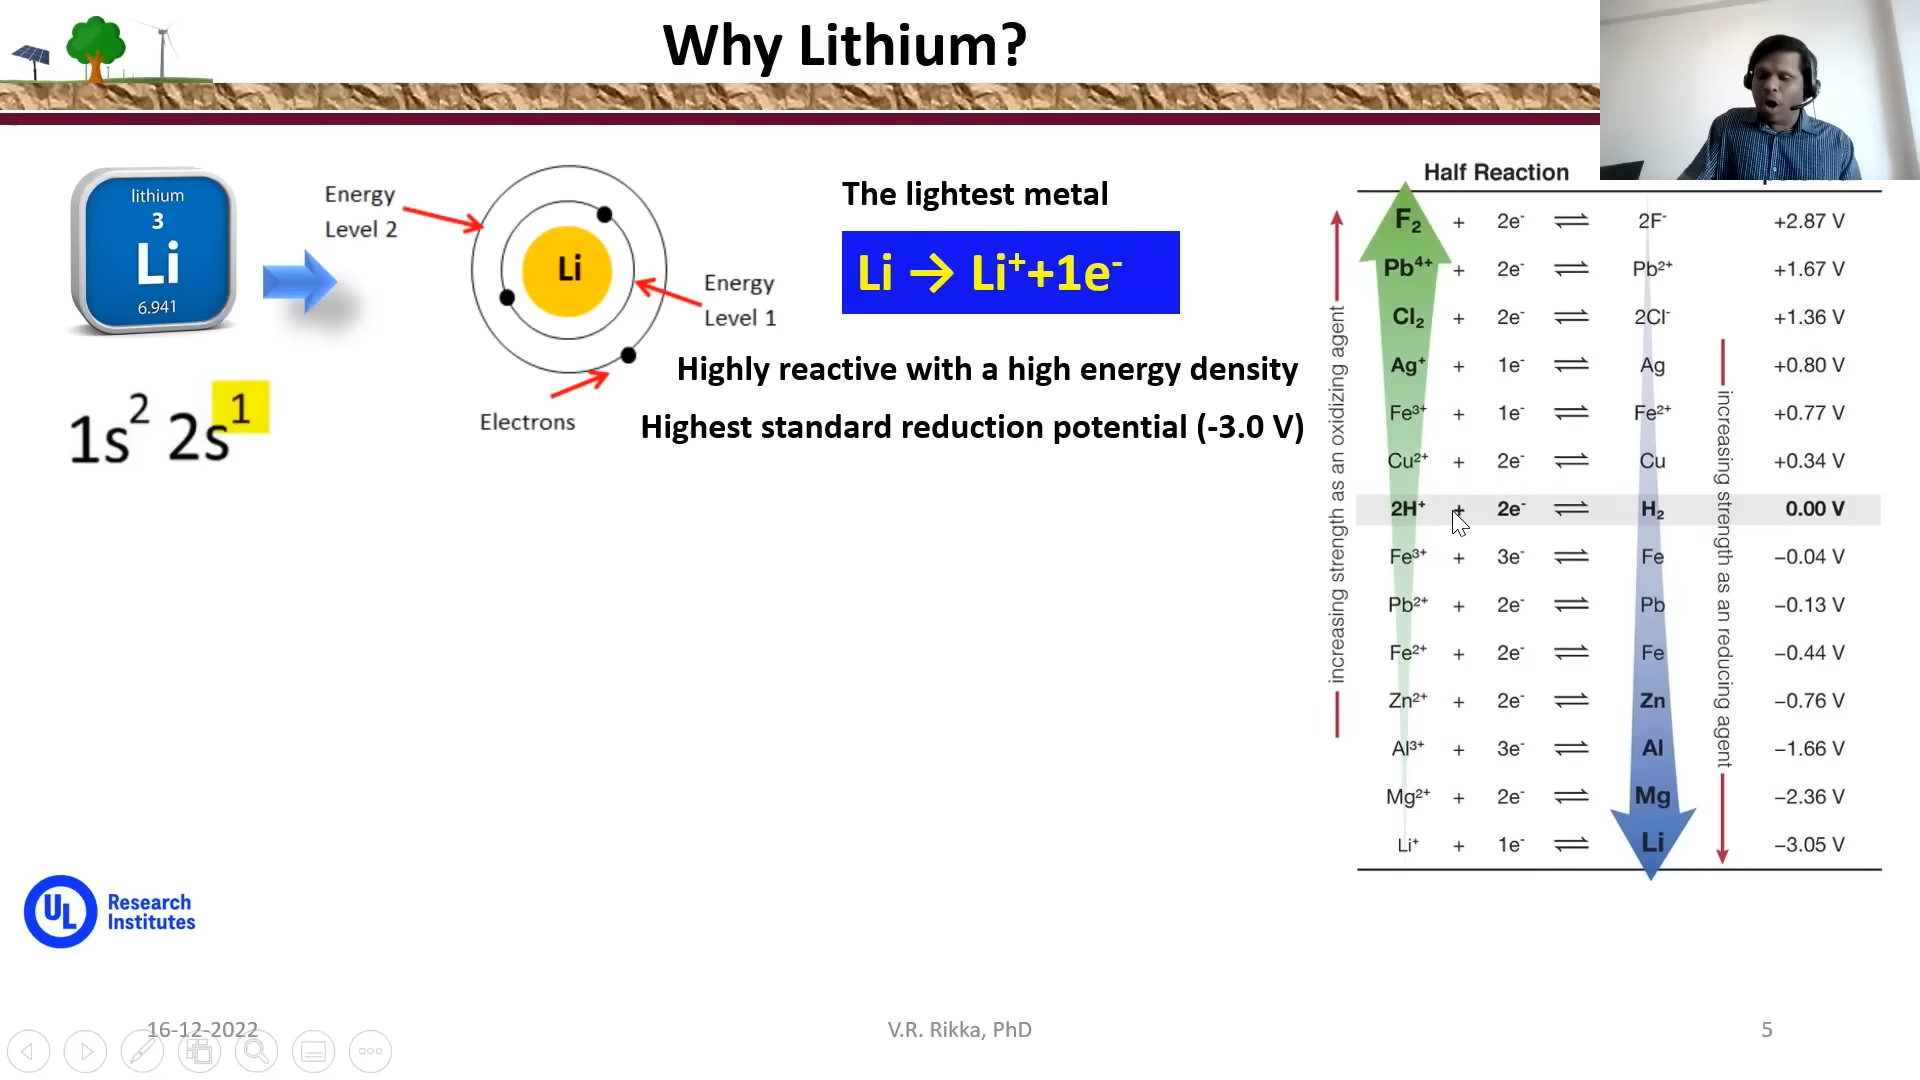 Why Lithium?
lithium
3
Li
6.941
1s² 2s¹
Energy
Level 2
Li
Energy
Level 1
Electrons
The lightest metal
Li → Li⁺+1e⁻
Highly reactive with a high energy density
Highest standard reduction potential (-3.0 V)
Half Reaction
increasing strength as an oxidizing agent
F₂ + 2e⁻ ⇌ 2F⁻ +2.87 V
Pb⁴⁺ + 2e⁻ ⇌ Pb²⁺ +1.67 V
Cl₂ + 2e⁻ ⇌ 2Cl⁻ +1.36 V
Ag⁺ + 1e⁻ ⇌ Ag +0.80 V
Fe³⁺ + 1e⁻ ⇌ Fe²⁺ +0.77 V
Cu²⁺ + 2e⁻ ⇌ Cu +0.34 V
2H⁺ + 2e⁻ ⇌ H₂ 0.00 V
Fe³⁺ + 3e⁻ ⇌ Fe −0.04 V
Pb²⁺ + 2e⁻ ⇌ Pb −0.13 V
Fe²⁺ + 2e⁻ ⇌ Fe −0.44 V
Zn²⁺ + 2e⁻ ⇌ Zn −0.76 V
Al³⁺ + 3e⁻ ⇌ Al −1.66 V
Mg²⁺ + 2e⁻ ⇌ Mg −2.36 V
Li⁺ + 1e⁻ ⇌ Li −3.05 V
increasing strength as an reducing agent
UL
Research
Institutes
16-12-2022
V.R. Rikka, PhD
5